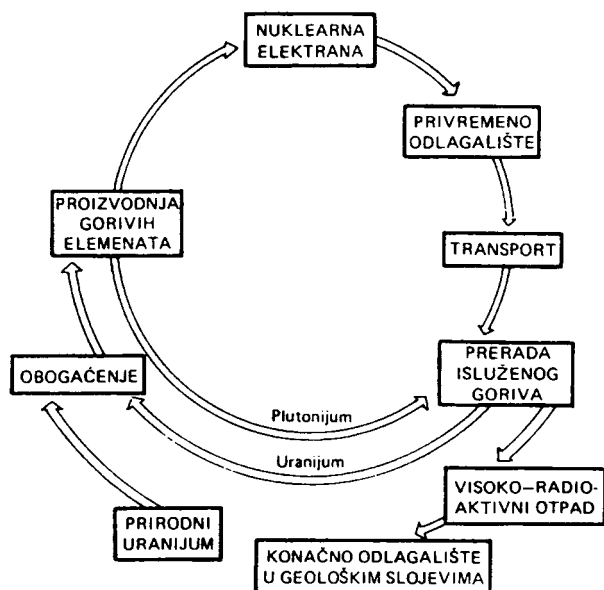 NUKLEARNA
ELEKTRANA
PRIVREMENO
ODLAGALIŠTE
PROIZVODNJA
GORIVIH
ELEMENATA
TRANSPORT
PRERADA
ISLUŽENOG
GORIVA
OBOGAĆENJE
Plutonijum
Uranijum
VISOKO–RADIO-
AKTIVNI OTPAD
PRIRODNI
URANIJUM
KONAČNO ODLAGALIŠTE
U GEOLOŠKIM SLOJEVIMA